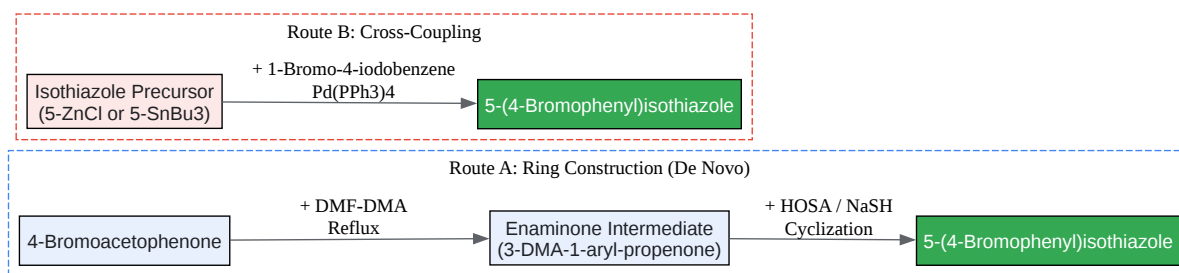 Route B: Cross-Coupling
Isothiazole Precursor
(5-ZnCl or 5-SnBu3)
+ 1-Bromo-4-iodobenzene
Pd(PPh3)4
5-(4-Bromophenyl)isothiazole
Route A: Ring Construction (De Novo)
4-Bromoacetophenone
+ DMF-DMA
Reflux
Enaminone Intermediate
(3-DMA-1-aryl-propenone)
+ HOSA / NaSH
Cyclization
5-(4-Bromophenyl)isothiazole